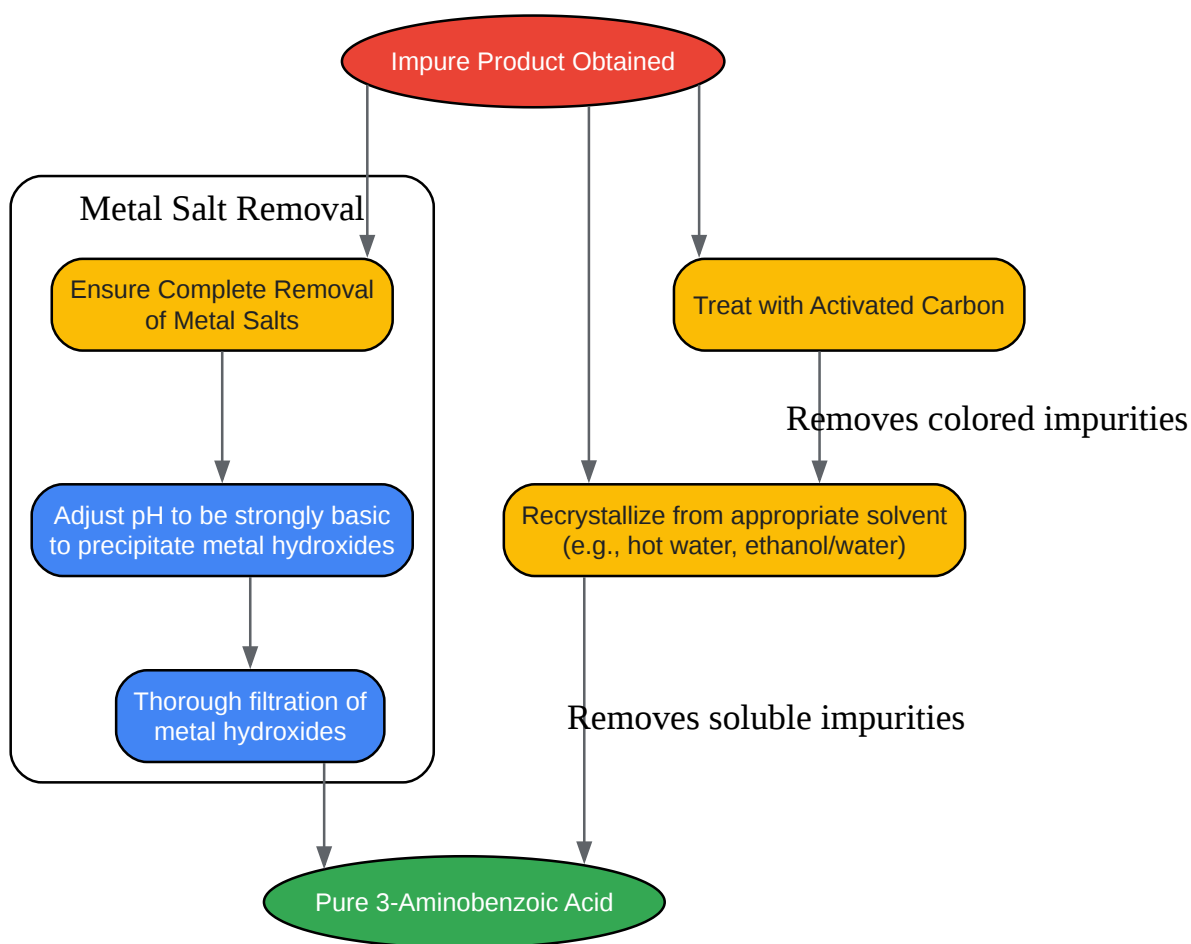 Impure Product Obtained
Metal Salt Removal
Ensure Complete Removal
of Metal Salts
Treat with Activated Carbon
Removes colored impurities
Adjust pH to be strongly basic
to precipitate metal hydroxides
Recrystallize from appropriate solvent
(e.g., hot water, ethanol/water)
Thorough filtration of
metal hydroxides
Removes soluble impurities
Pure 3-Aminobenzoic Acid